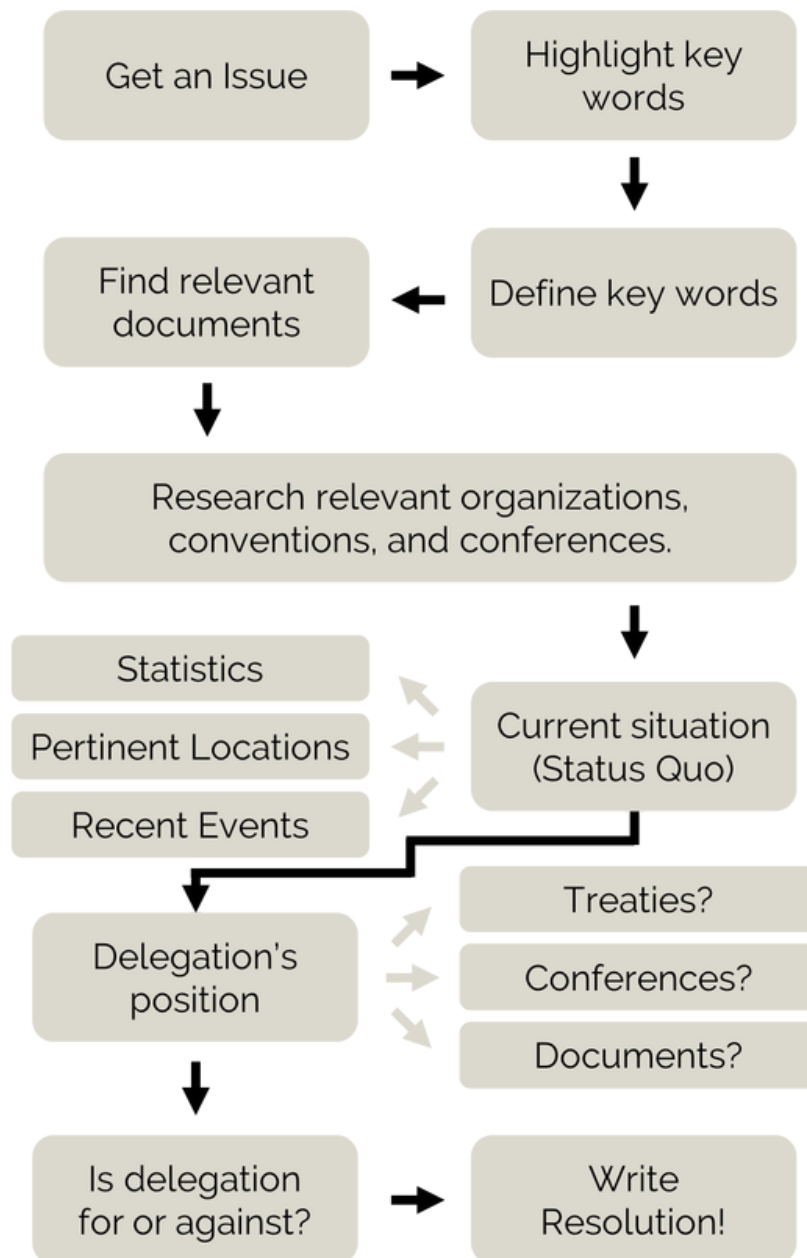 Get an Issue
Highlight key
words
Define key words
Find relevant
documents
Research relevant organizations,
conventions, and conferences.
Current situation
(Status Quo)
Statistics
Pertinent Locations
Recent Events
Delegation's
position
Treaties?
Conferences?
Documents?
Is delegation
for or against?
Write
Resolution!